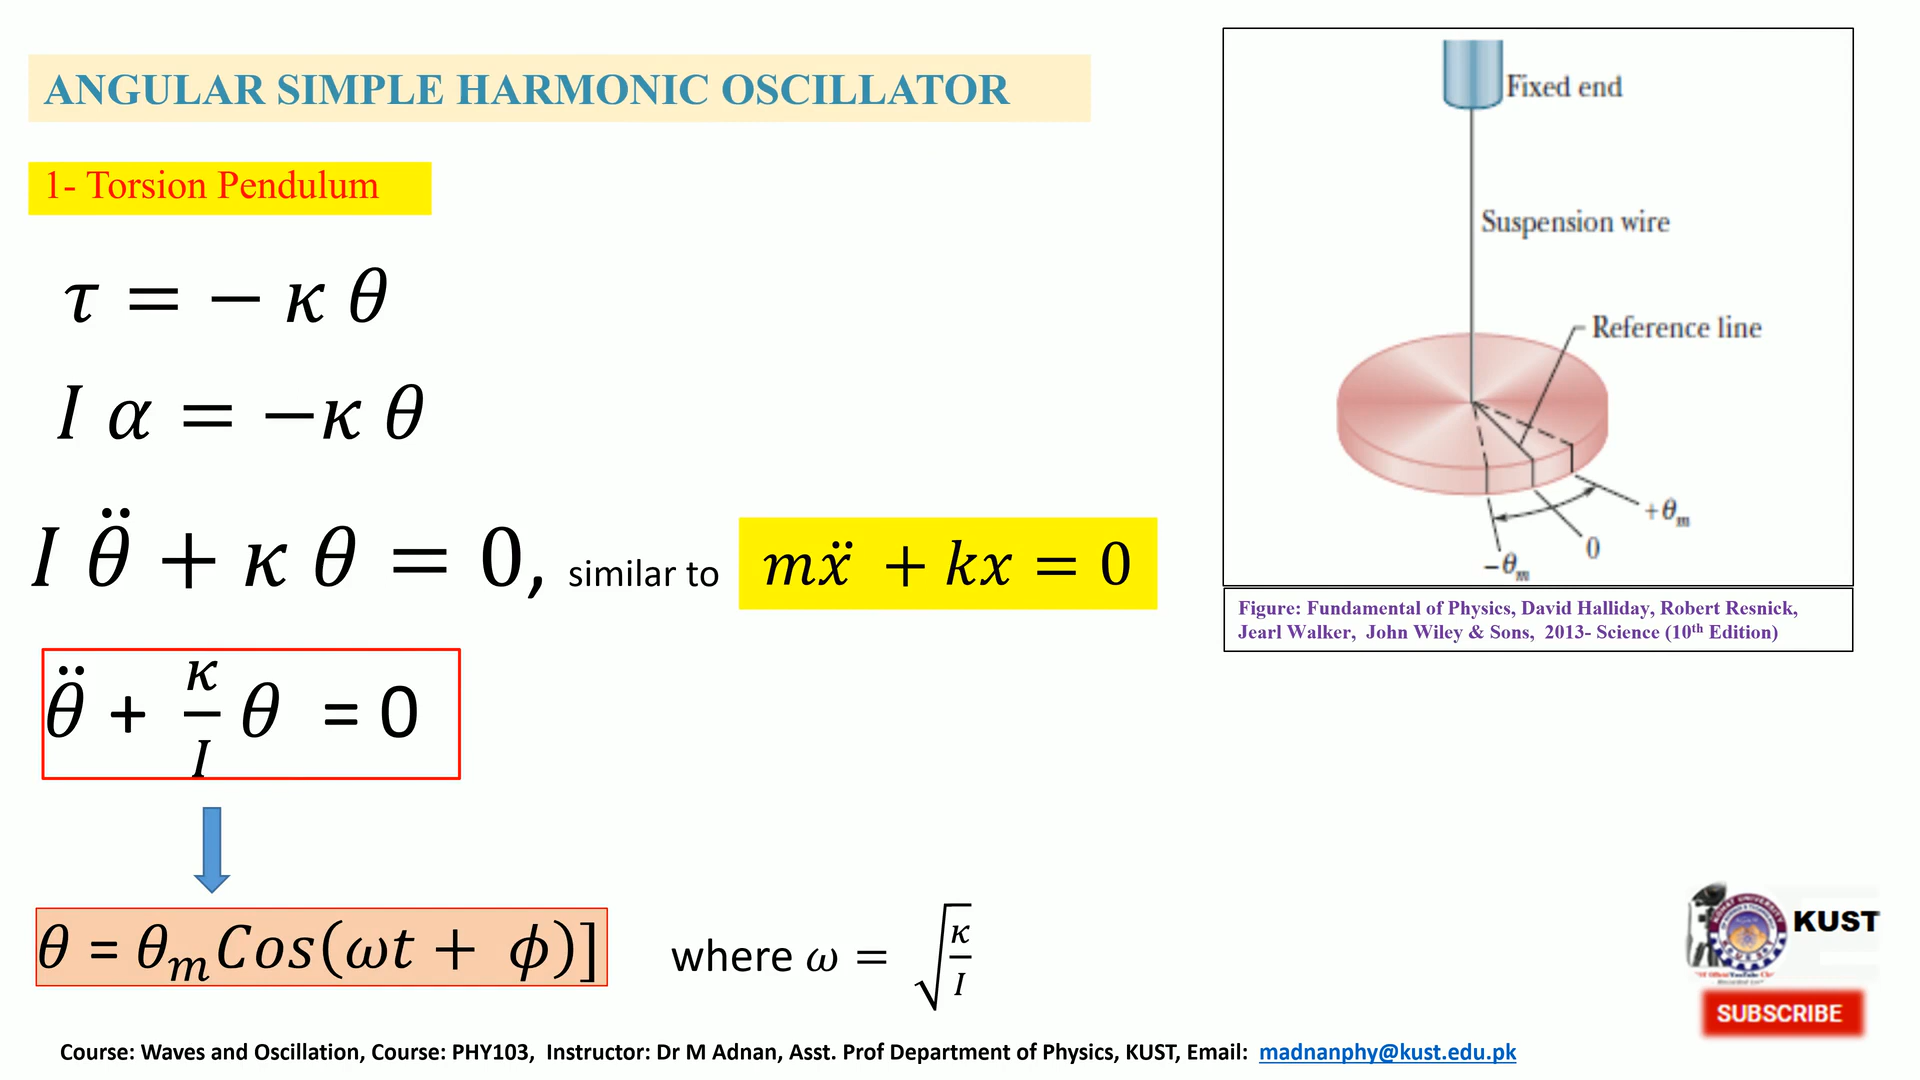 ANGULAR SIMPLE HARMONIC OSCILLATOR
1- Torsion Pendulum
τ = − κ θ
I α = −κ θ
I θ̈ + κ θ = 0, similar to mẍ + kx = 0
θ̈ + κ/I θ = 0
θ = θₘCos(ωt + ϕ)] where ω = √(κ/I)
Fixed end
Suspension wire
Reference line
+θₘ
0
−θₘ
Figure: Fundamental of Physics, David Halliday, Robert Resnick,
Jearl Walker, John Wiley & Sons, 2013- Science (10th Edition)
KUST
SUBSCRIBE
Course: Waves and Oscillation, Course: PHY103, Instructor: Dr M Adnan, Asst. Prof Department of Physics, KUST, Email: madnanphy@kust.edu.pk